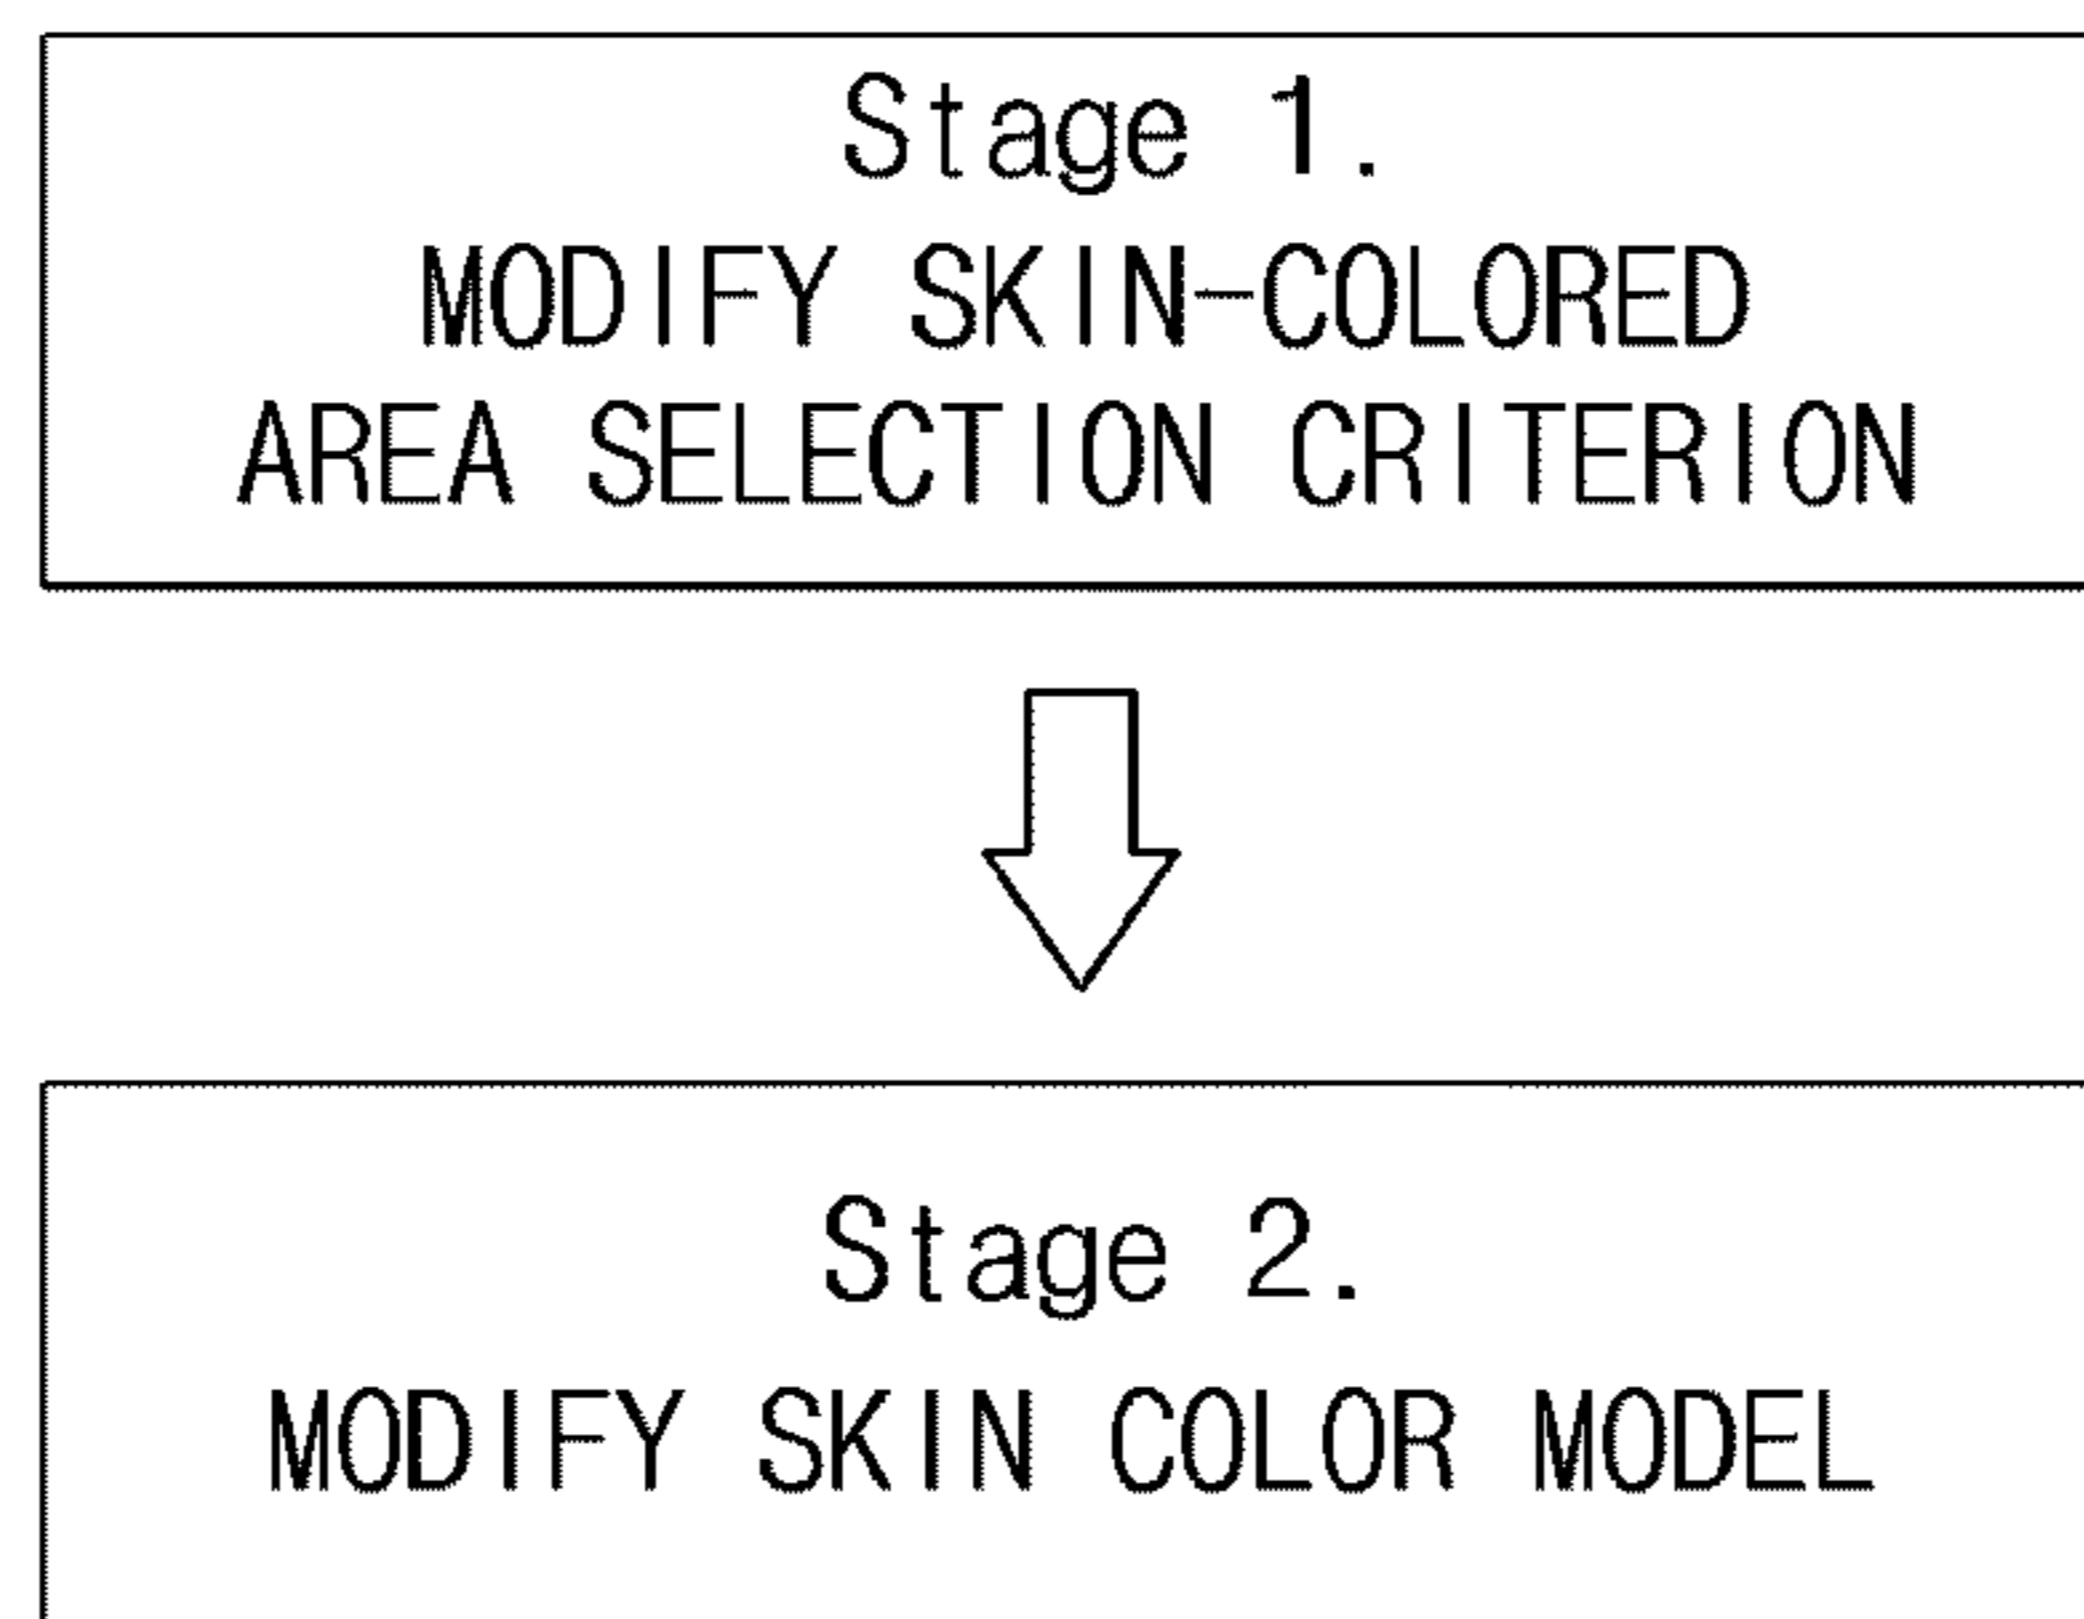 Stage 1.
MODIFY SKIN-COLORED
AREA SELECTION CRITERION
Stage 2.
MODIFY SKIN COLOR MODEL